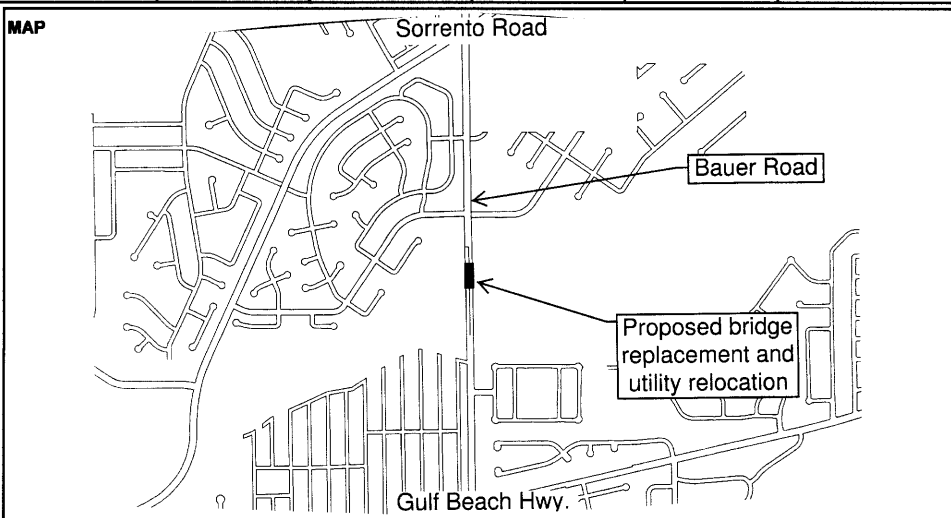 MAP
Sorrento Road
Bauer Road
Proposed bridge
replacement and
utility relocation
Gulf Beach Hwy.